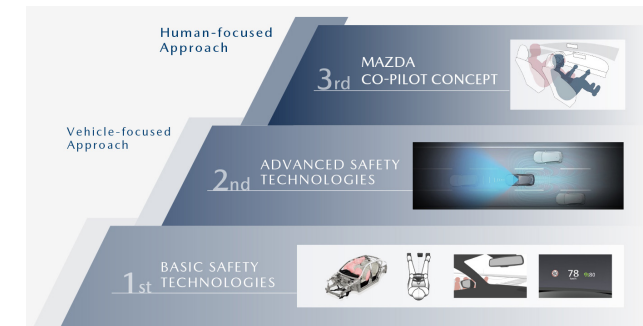 Human-focused
Approach
3rd
MAZDA
CO-PILOT CONCEPT
Vehicle-focused
Approach
2nd
ADVANCED SAFETY
TECHNOLOGIES
1st
BASIC SAFETY
TECHNOLOGIES
78